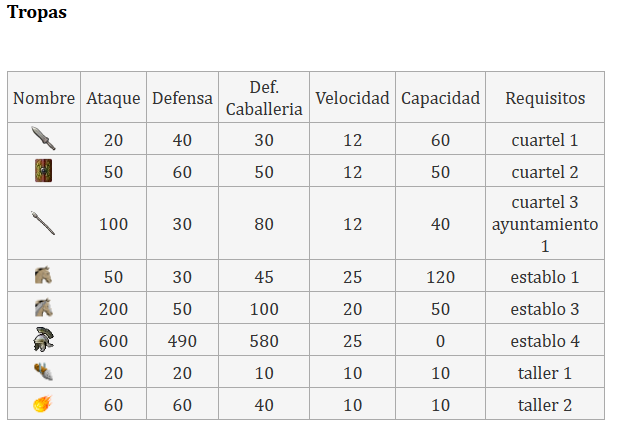 Tropas
Nombre Ataque Defensa Def. Caballeria Velocidad Capacidad Requisitos
20 40 30 12 60 cuartel 1
50 60 50 12 50 cuartel 2
100 30 80 12 40 cuartel 3 ayuntamiento 1
50 30 45 25 120 establo 1
200 50 100 20 50 establo 3
600 490 580 25 0 establo 4
20 20 10 10 10 taller 1
60 60 40 10 10 taller 2